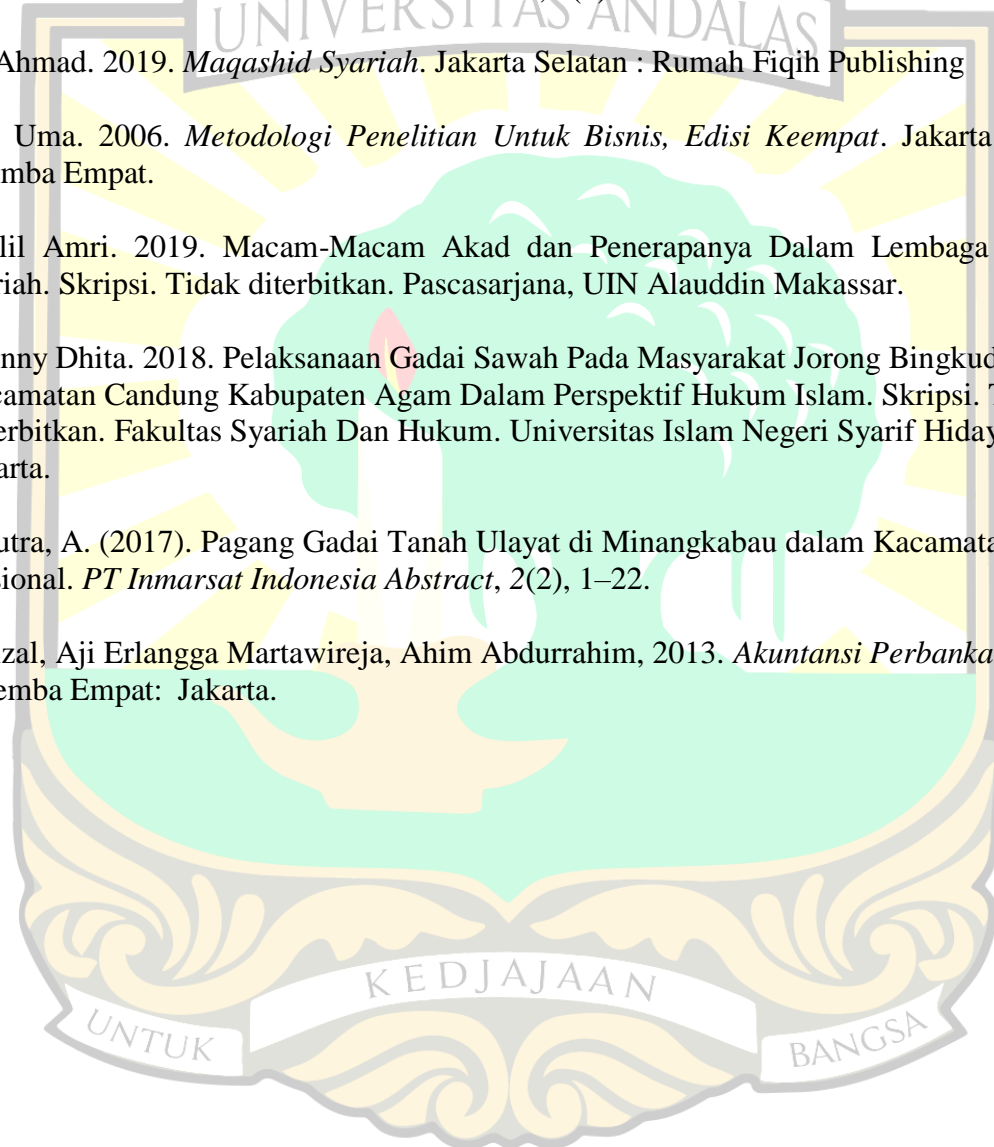 UNIVERSITAS ANDALAS
Ahmad. 2019. Maqashid Syariah. Jakarta Selatan : Rumah Fiqih Publishing
Uma. 2006. Metodologi Penelitian Untuk Bisnis, Edisi Keempat. Jakarta
mba Empat.
lil Amri. 2019. Macam-Macam Akad dan Penerapanya Dalam Lembaga
riah. Skripsi. Tidak diterbitkan. Pascasarjana, UIN Alauddin Makassar.
nny Dhita. 2018. Pelaksanaan Gadai Sawah Pada Masyarakat Jorong Bingkud
camatan Candung Kabupaten Agam Dalam Perspektif Hukum Islam. Skripsi. T
erbitkan. Fakultas Syariah Dan Hukum. Universitas Islam Negeri Syarif Hiday
arta.
utra, A. (2017). Pagang Gadai Tanah Ulayat di Minangkabau dalam Kacamata
sional. PT Inmarsat Indonesia Abstract, 2(2), 1–22.
zal, Aji Erlangga Martawireja, Ahim Abdurrahim, 2013. Akuntansi Perbanka
emba Empat: Jakarta.
KEDJAJAAN
UNTUK BANGSA